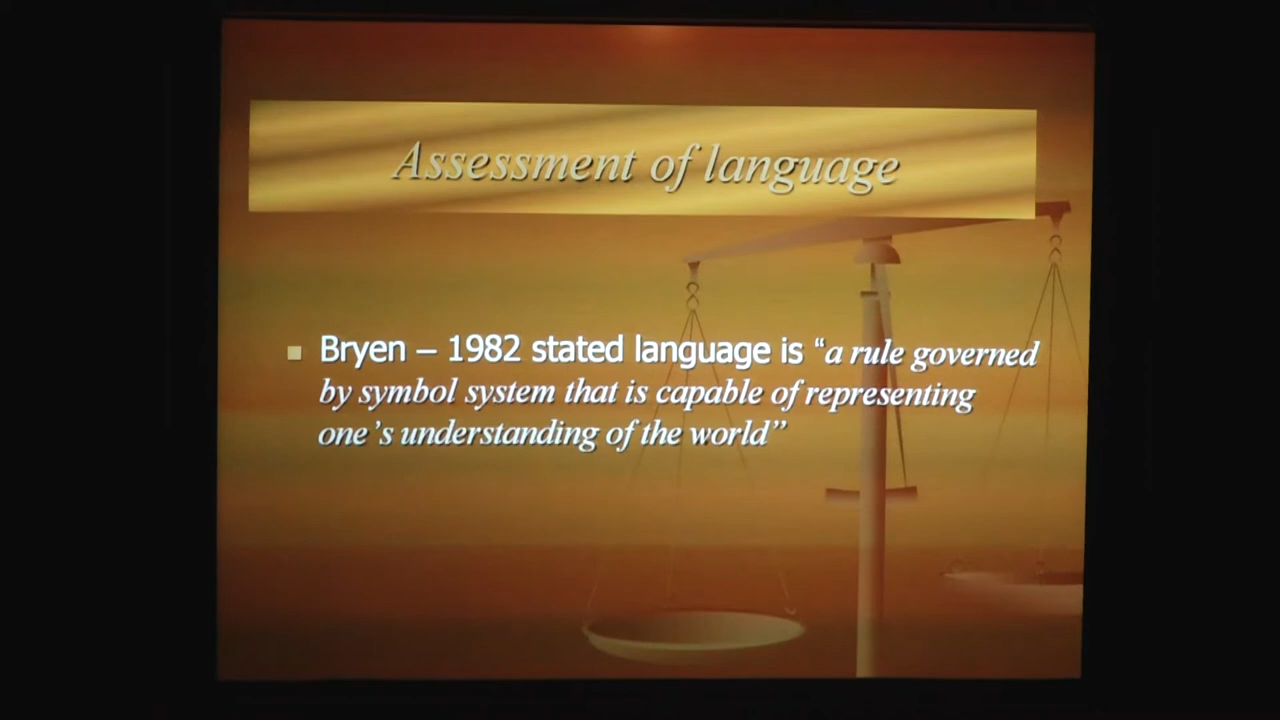 Assessment of language
Bryen – 1982 stated language is “a rule governed
by symbol system that is capable of representing
one’s understanding of the world”